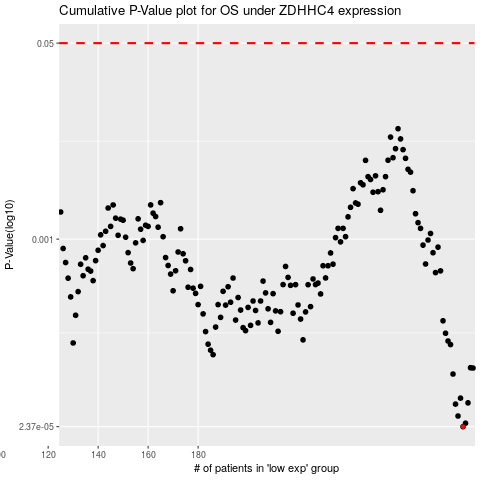 Cumulative P-Value plot for OS under ZDHHC4 expression
P-Value(log10)
0.05
0.001
2.37e-05
00 120 140 160 180
# of patients in 'low exp' group